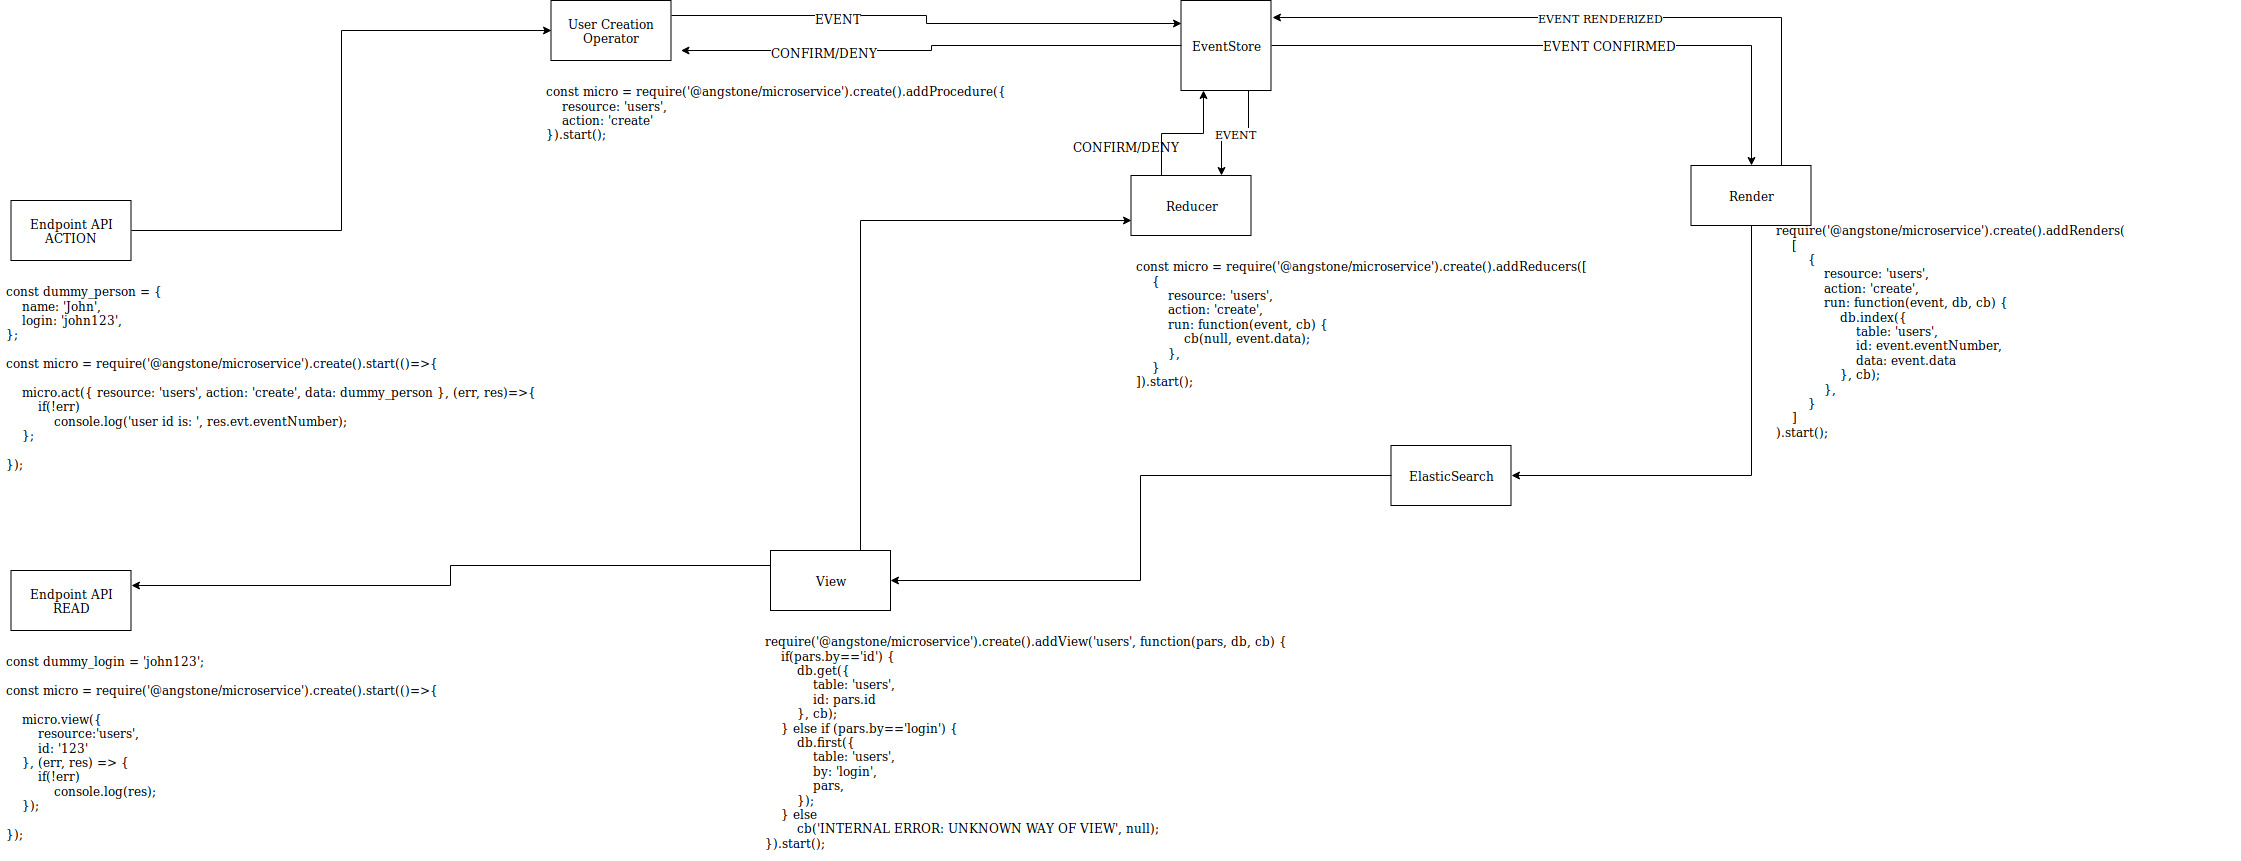 User Creation
Operator
EVENT
CONFIRM/DENY
EventStore
EVENT RENDERIZED
EVENT CONFIRMED
const micro = require('@angstone/microservice').create().addProcedure({
    resource: 'users',
    action: 'create'
}).start();
CONFIRM/DENY
EVENT
Reducer
Render
Endpoint API
ACTION
const dummy_person = {
    name: 'John',
    login: 'john123',
};
const micro = require('@angstone/microservice').create().start(()=>{
    micro.act({ resource: 'users', action: 'create', data: dummy_person }, (err, res)=>{
        if(!err)
            console.log('user id is: ', res.evt.eventNumber);
    };
});
const micro = require('@angstone/microservice').create().addReducers([
    {
        resource: 'users',
        action: 'create',
        run: function(event, cb) {
            cb(null, event.data);
        },
    }
]).start();
require('@angstone/microservice').create().addRenders(
    [
        {
            resource: 'users',
            action: 'create',
            run: function(event, db, cb) {
                db.index({
                    table: 'users',
                    id: event.eventNumber,
                    data: event.data
                }, cb);
            },
        }
    ]
).start();
ElasticSearch
View
Endpoint API
READ
const dummy_login = 'john123';
const micro = require('@angstone/microservice').create().start(()=>{
    micro.view({
        resource:'users',
        id: '123'
    }, (err, res) => {
        if(!err)
            console.log(res);
    });
});
require('@angstone/microservice').create().addView('users', function(pars, db, cb) {
    if(pars.by=='id') {
        db.get({
            table: 'users',
            id: pars.id
        }, cb);
    } else if (pars.by=='login') {
        db.first({
            table: 'users',
            by: 'login',
            pars,
        });
    } else
        cb('INTERNAL ERROR: UNKNOWN WAY OF VIEW', null);
}).start();